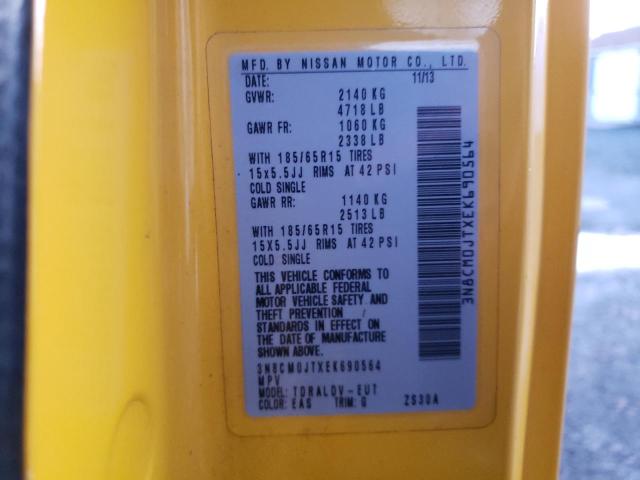 MFD. BY NISSAN MOTOR CO., LTD.
DATE: 11/13
GVWR: 2140 KG
4718 LB
GAWR FR: 1060 KG
2338 LB
WITH 185/65R15 TIRES
15x5.5JJ RIMS AT 42 PSI
COLD SINGLE
GAWR RR: 1140 KG
2513 LB
WITH 185/65R15 TIRES
15X5.5JJ RIMS AT 42 PSI
COLD SINGLE
THIS VEHICLE CONFORMS TO
ALL APPLICABLE FEDERAL
MOTOR VEHICLE SAFETY AND
THEFT PREVENTION
STANDARDS IN EFFECT ON
THE DATE OF MANUFACTURE
SHOWN ABOVE.
3N8CM0JTXEK690564
MPV
MODEL: TDRALDV-EUT
COLOR: EAS TRIM: G ZS30A
3N8CM0JTXEK690564